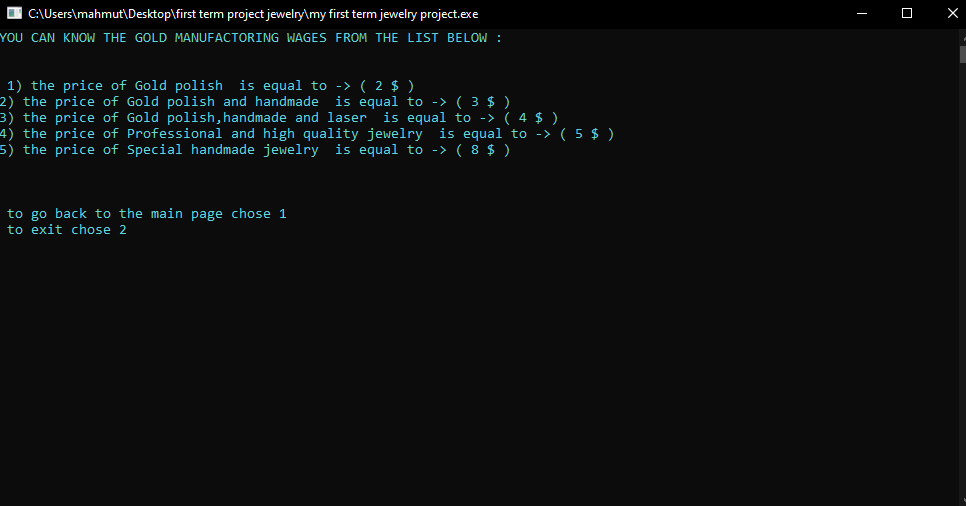 C:\Users\mahmut\Desktop\first term project jewelry\my first term jewelry project.exe
YOU CAN KNOW THE GOLD MANUFACTORING WAGES FROM THE LIST BELOW :
1) the price of Gold polish  is equal to -> ( 2 $ )
2) the price of Gold polish and handmade  is equal to -> ( 3 $ )
3) the price of Gold polish,handmade and laser  is equal to -> ( 4 $ )
4) the price of Professional and high quality jewelry  is equal to -> ( 5 $ )
5) the price of Special handmade jewelry  is equal to -> ( 8 $ )
to go back to the main page chose 1
to exit chose 2